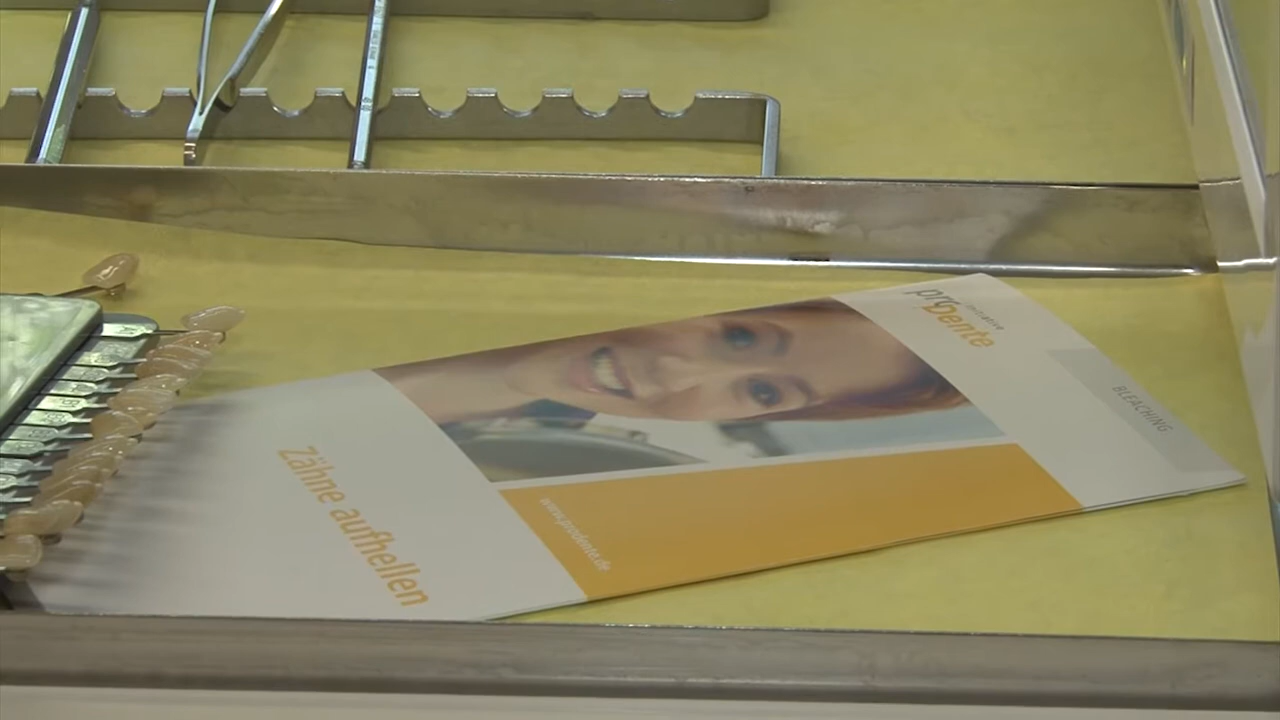 initiative
proDente
BLEACHING
www.prodente.de
Zähne aufhellen